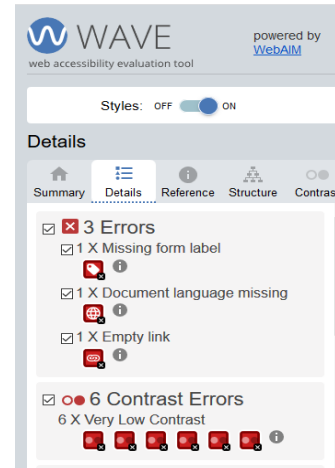 WAVE
powered by
WebAIM
web accessibility evaluation tool
Styles: OFF ON
Details
Summary Details Reference Structure Contras
3 Errors
1 X Missing form label
1 X Document language missing
1 X Empty link
6 Contrast Errors
6 X Very Low Contrast